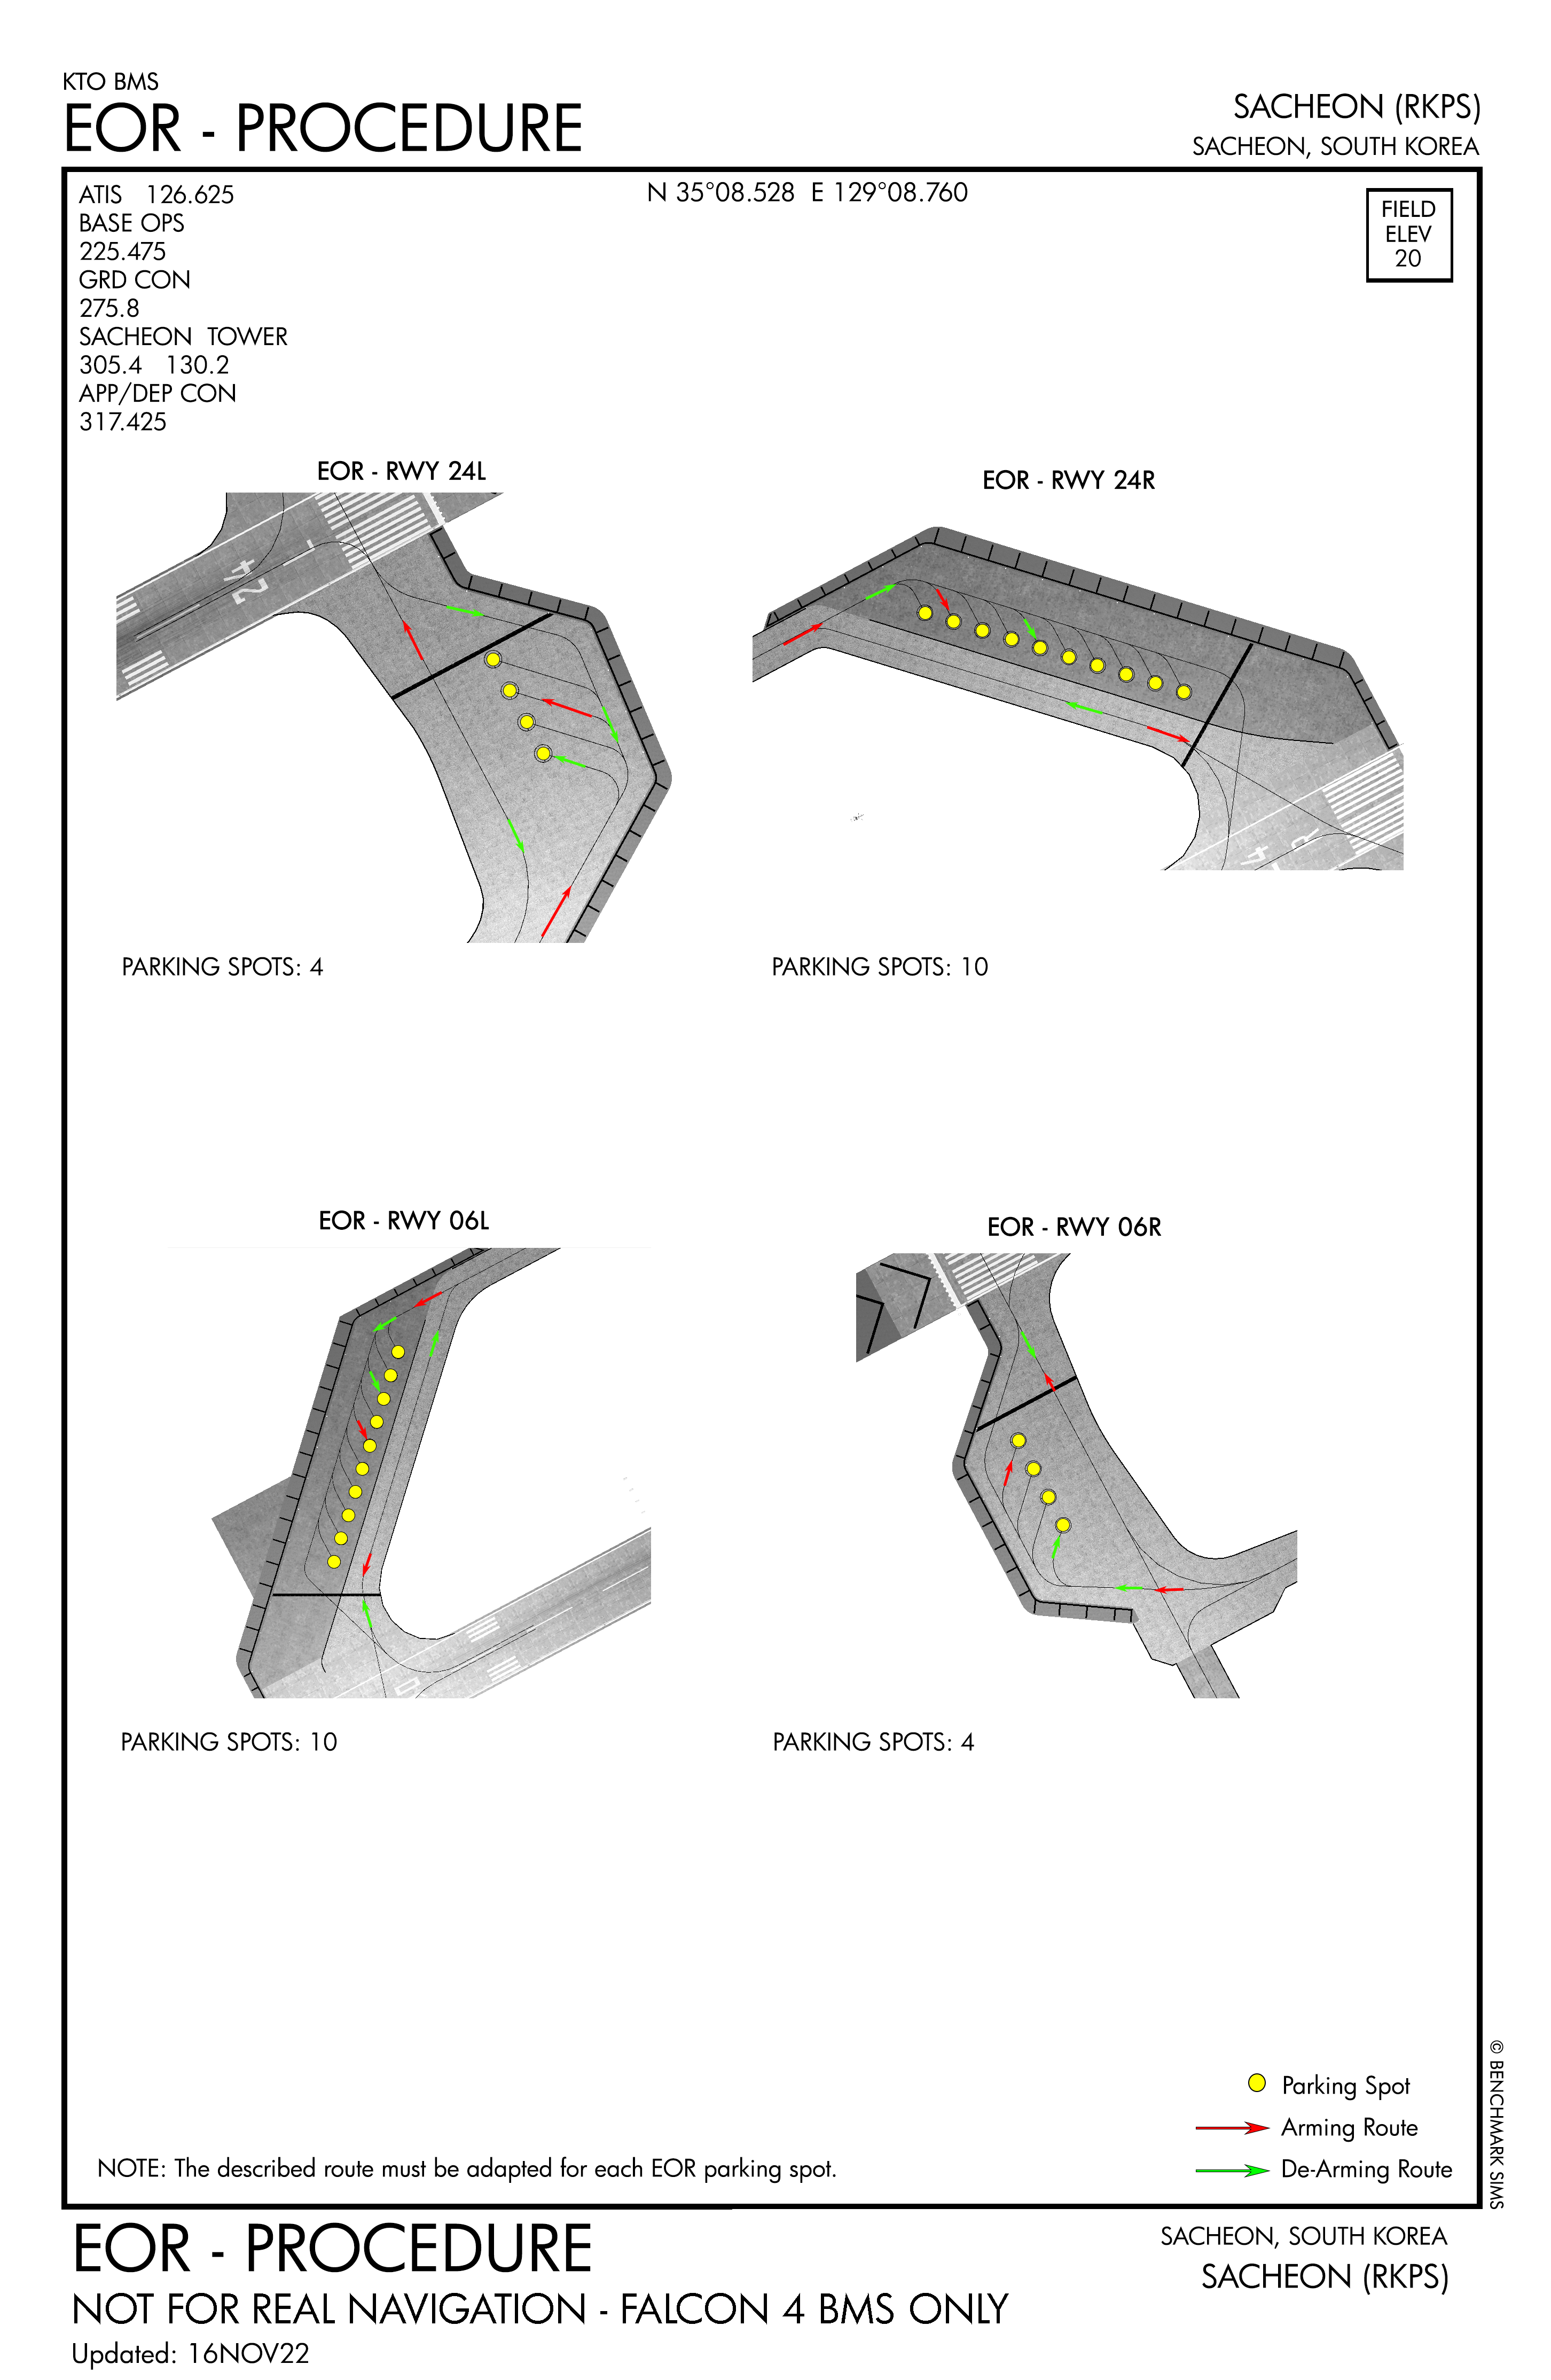 KTO BMS
EOR - PROCEDURE
SACHEON (RKPS)
SACHEON, SOUTH KOREA
ATIS 126.625
BASE OPS
225.475
GRD CON
275.8
SACHEON TOWER
305.4 130.2
APP/DEP CON
317.425
N 35°08.528 E 129°08.760
FIELD
ELEV
20
EOR - RWY 24L
24
PARKING SPOTS: 4
EOR - RWY 24R
PARKING SPOTS: 10
EOR - RWY 06L
PARKING SPOTS: 10
EOR - RWY 06R
PARKING SPOTS: 4
Parking Spot
Arming Route
De-Arming Route
NOTE: The described route must be adapted for each EOR parking spot.
© BENCHMARK SIMS
EOR - PROCEDURE
NOT FOR REAL NAVIGATION - FALCON 4 BMS ONLY
Updated: 16NOV22
SACHEON, SOUTH KOREA
SACHEON (RKPS)